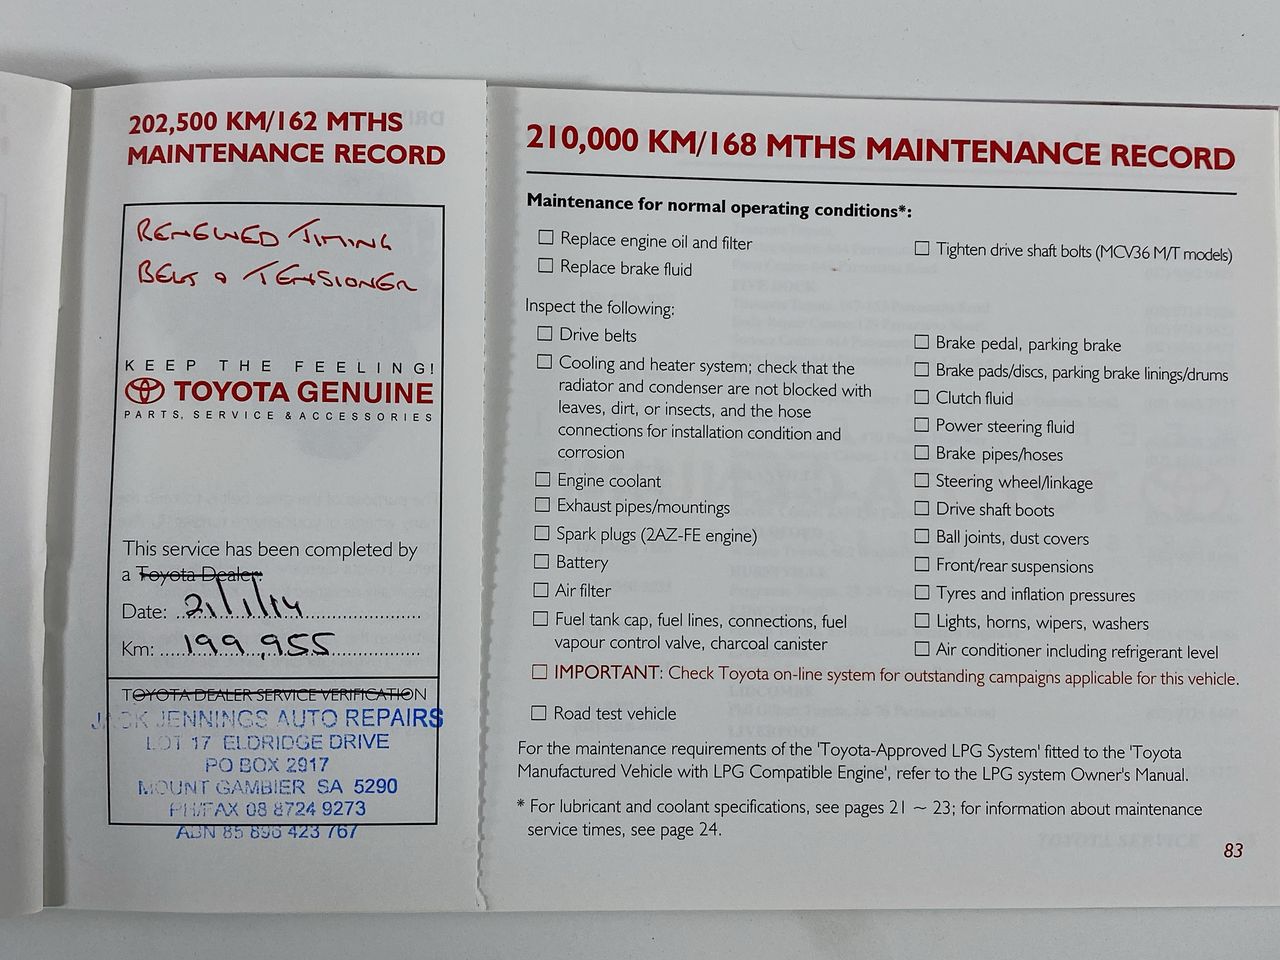 202,500 KM/162 MTHS
MAINTENANCE RECORD
RENEWED TIMING
BELT & TENSIONER
KEEP THE FEELING!
TOYOTA GENUINE
PARTS, SERVICE & ACCESSORIES
This service has been completed by
a Toyota Dealer.
Date: 21/1/14
Km: 199,955
TOYOTA DEALER SERVICE VERIFICATION
JACK JENNINGS AUTO REPAIRS
LOT 17 ELDRIDGE DRIVE
PO BOX 2917
MOUNT GAMBIER SA 5290
PH/FAX 08 8724 9273
ABN 85 896 423 767
210,000 KM/168 MTHS MAINTENANCE RECORD
Maintenance for normal operating conditions*:
Replace engine oil and filter
Replace brake fluid
Tighten drive shaft bolts (MCV36 M/T models)
Inspect the following:
Drive belts
Cooling and heater system; check that the
radiator and condenser are not blocked with
leaves, dirt, or insects, and the hose
connections for installation condition and
corrosion
Engine coolant
Exhaust pipes/mountings
Spark plugs (2AZ-FE engine)
Battery
Air filter
Fuel tank cap, fuel lines, connections, fuel
vapour control valve, charcoal canister
Brake pedal, parking brake
Brake pads/discs, parking brake linings/drums
Clutch fluid
Power steering fluid
Brake pipes/hoses
Steering wheel/linkage
Drive shaft boots
Ball joints, dust covers
Front/rear suspensions
Tyres and inflation pressures
Lights, horns, wipers, washers
Air conditioner including refrigerant level
IMPORTANT: Check Toyota on-line system for outstanding campaigns applicable for this vehicle.
Road test vehicle
For the maintenance requirements of the 'Toyota-Approved LPG System' fitted to the 'Toyota
Manufactured Vehicle with LPG Compatible Engine', refer to the LPG system Owner's Manual.
* For lubricant and coolant specifications, see pages 21 ~ 23; for information about maintenance
service times, see page 24.
83